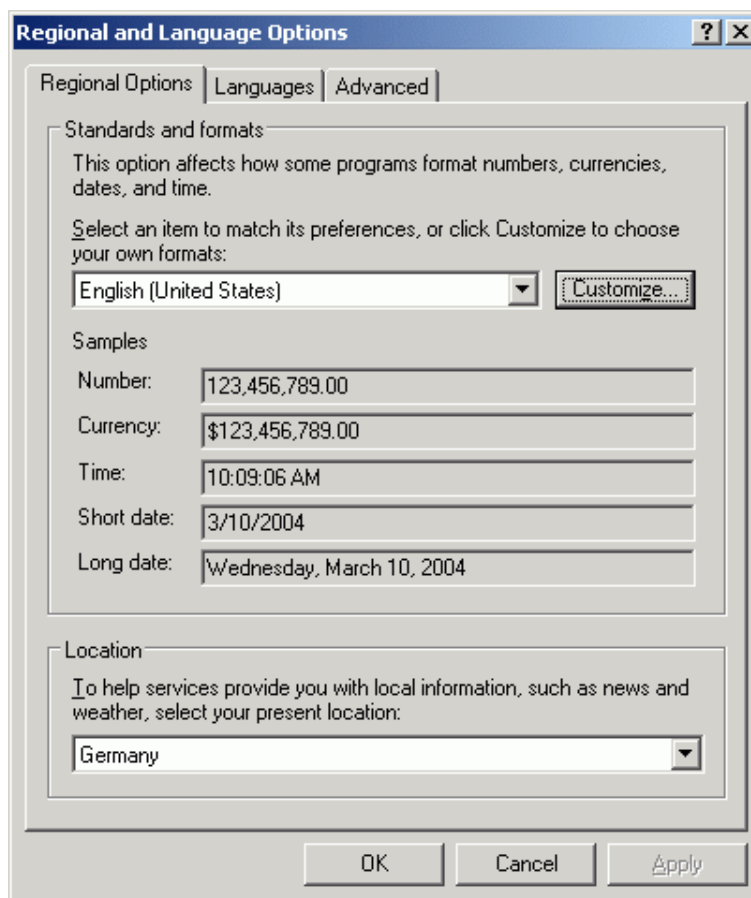 Regional and Language Options
Regional Options Languages Advanced
Standards and formats
This option affects how some programs format numbers, currencies,
dates, and time.
Select an item to match its preferences, or click Customize to choose
your own formats:
English (United States) Customize...
Samples
Number: 123,456,789.00
Currency: $123,456,789.00
Time: 10:09:06 AM
Short date: 3/10/2004
Long date: Wednesday, March 10, 2004
Location
To help services provide you with local information, such as news and
weather, select your present location:
Germany
OK Cancel Apply